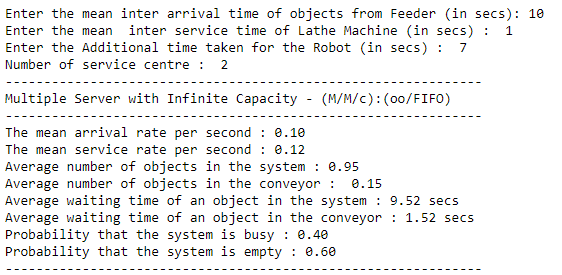 Enter the mean inter arrival time of objects from Feeder (in secs): 10
Enter the mean  inter service time of Lathe Machine (in secs) :  1
Enter the Additional time taken for the Robot (in secs) :  7
Number of service centre :  2
--------------------------------------------------------------
Multiple Server with Infinite Capacity - (M/M/c):(oo/FIFO)
--------------------------------------------------------------
The mean arrival rate per second : 0.10
The mean service rate per second : 0.12
Average number of objects in the system : 0.95
Average number of objects in the conveyor :  0.15
Average waiting time of an object in the system : 9.52 secs
Average waiting time of an object in the conveyor : 1.52 secs
Probability that the system is busy : 0.40
Probability that the system is empty : 0.60
--------------------------------------------------------------